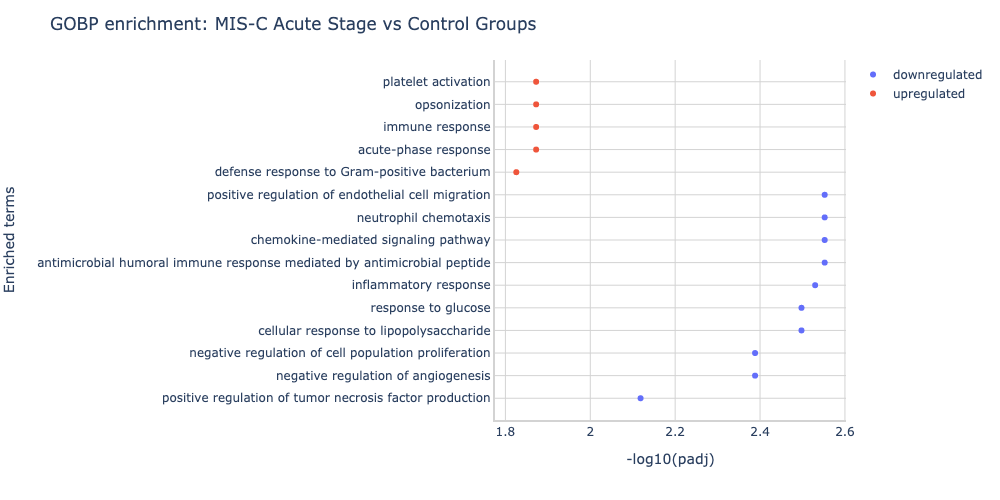 GOBP enrichment: MIS-C Acute Stage vs Control Groups
downregulated
upregulated
Enriched terms
platelet activation
opsonization
immune response
acute-phase response
defense response to Gram-positive bacterium
positive regulation of endothelial cell migration
neutrophil chemotaxis
chemokine-mediated signaling pathway
antimicrobial humoral immune response mediated by antimicrobial peptide
inflammatory response
response to glucose
cellular response to lipopolysaccharide
negative regulation of cell population proliferation
negative regulation of angiogenesis
positive regulation of tumor necrosis factor production
1.8 2 2.2 2.4 2.6
-log10(padj)